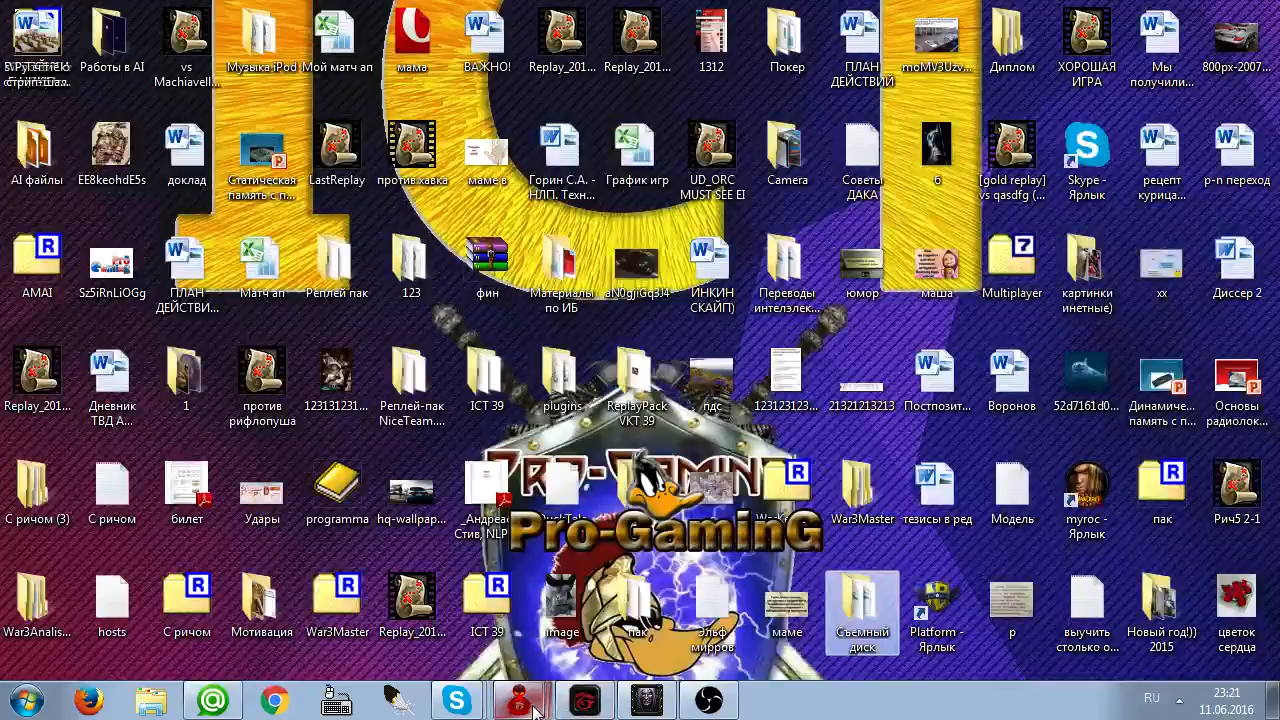 Работы в AI
vs
Machiavell...
Музыка iPod
Мой матч ап
мама
ВАЖНО!
Replay_201...
Replay_201...
1312
Покер
ПЛАН
ДЕЙСТВИЙ
moMV3Uzv...
Диплом
ХОРОШАЯ
ИГРА
Мы
получили...
800px-2007...
AI файлы
EE8keohdE5s
доклад
Статическая
память с п...
LastReplay
против хавка
маме в
Горин С.А. -
НЛП. Техн...
График игр
UD_ORC
MUST SEE EI
Camera
Советы
ДАКА
6
[gold replay]
vs qasdfg (...
Skype -
Ярлык
рецепт
курица...
p-n переход
AMAI
Sz5iRnLiOGg
ПЛАН
ДЕЙСТВИ...
Матч ап
Реплей пак
123
фин
Материалы
по ИБ
aN0gjiGq3J4
ИНКИН
СКАЙП)
Переводы
интелэлек...
юмор
маша
Multiplayer
картинки
инетные)
xx
Диссер 2
Replay_201...
Дневник
ТВД А...
1
против
рифлопуша
123131231...
Реплей-пак
NiceTeam...
ICT 39
plugins
ReplayPack
VKT 39
пдс
123123123...
21321213213
Постпозит...
Воронов
52d7161d0...
Динамиче...
память с п...
Основы
радиолок...
С ричом (3)
С ричом
билет
Удары
programma
hq-wallpap...
_Андреас
Стив, NLP
Pro-GaminG
War3Master
тезисы в ред
Модель
myroc -
Ярлык
пак
Рич5 2-1
War3Analis...
hosts
С ричом
Мотивация
War3Master
Replay_201...
ICT 39
image
пак
Эльф
мирров
маме
Съемный
диск
Platform -
Ярлык
р
выучить
столько о...
Новый год!))
2015
цветок
сердца
RU
23:21
11.06.2016